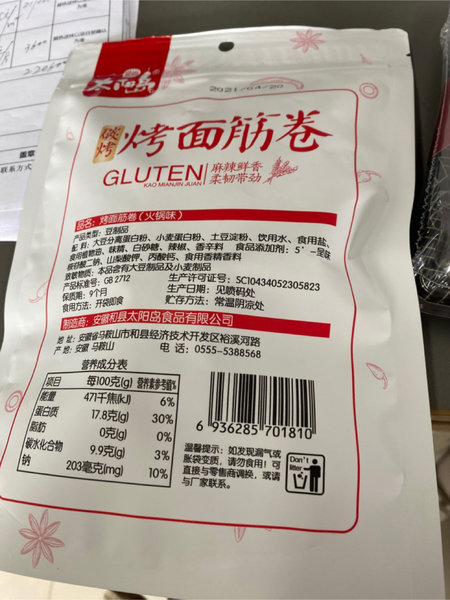 太阳岛
2021/04/20
碳烤
烤面筋卷
GLUTEN
KAO MIANJIN JUAN
麻辣鲜香
柔韧带劲
品名：烤面筋卷（火锅味）
产品类型：豆制品
配 料：大豆分离蛋白粉、小麦蛋白粉、土豆淀粉、饮用水、食用盐、
食用植物油、味精、白砂糖、辣椒、香辛料 食品添加剂：5′-呈味
核苷酸二钠、山梨酸钾、丙酸钙、食用香精香料
致敏物质：本品含有大豆制品及小麦制品
产品标准号：GB 2712
生产许可证号：SC10434052305823
保质期：9个月
生产日期：见喷码处
食用方法：开袋即食
贮存方法：常温阴凉处
制造商：安徽和县太阳岛食品有限公司
地 址：安徽省马鞍山市和县经济技术开发区裕溪河路
产 地：安徽 马鞍山
电 话：0555-5388568
营养成分表
项目 每100克(g) 营养素参考值%
能量 471千焦(kJ) 6%
蛋白质 17.8克(g) 30%
脂肪 0克(g) 0%
碳水化合物 9.9克(g) 3%
钠 203毫克(mg) 10%
6 936285 701810
温馨提示：如发现漏气或
胀袋变质，请勿食用！可
直接与零售商调换，或请
与厂家联系。
Don't
litter
盖章
联系方式